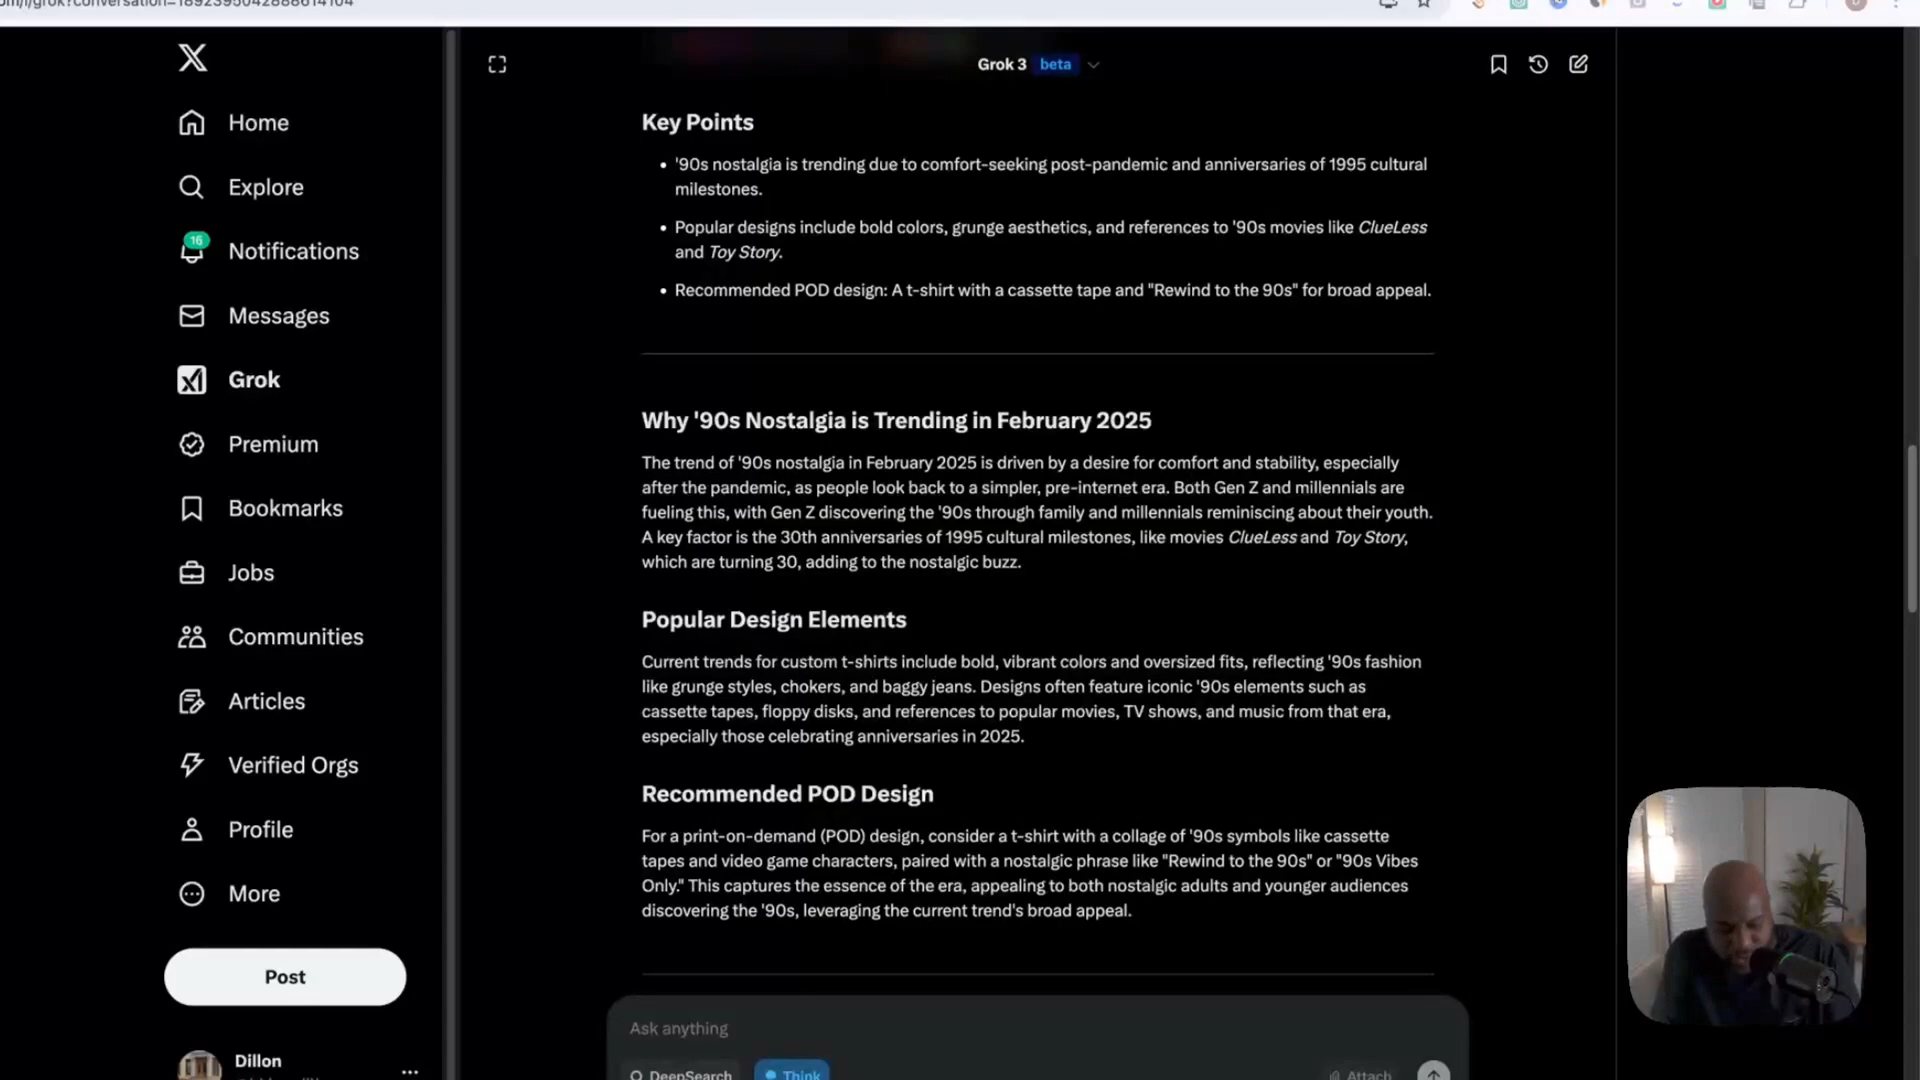 om/i/grok?conversation=1892395042888614104
Grok 3 beta
Home
Explore
16
Notifications
Messages
Grok
Premium
Bookmarks
Jobs
Communities
Articles
Verified Orgs
Profile
More
Post
Dillon
Key Points
'90s nostalgia is trending due to comfort-seeking post-pandemic and anniversaries of 1995 cultural
milestones.
Popular designs include bold colors, grunge aesthetics, and references to '90s movies like ClueLess
and Toy Story.
Recommended POD design: A t-shirt with a cassette tape and "Rewind to the 90s" for broad appeal.
Why '90s Nostalgia is Trending in February 2025
The trend of '90s nostalgia in February 2025 is driven by a desire for comfort and stability, especially
after the pandemic, as people look back to a simpler, pre-internet era. Both Gen Z and millennials are
fueling this, with Gen Z discovering the '90s through family and millennials reminiscing about their youth.
A key factor is the 30th anniversaries of 1995 cultural milestones, like movies ClueLess and Toy Story,
which are turning 30, adding to the nostalgic buzz.
Popular Design Elements
Current trends for custom t-shirts include bold, vibrant colors and oversized fits, reflecting '90s fashion
like grunge styles, chokers, and baggy jeans. Designs often feature iconic '90s elements such as
cassette tapes, floppy disks, and references to popular movies, TV shows, and music from that era,
especially those celebrating anniversaries in 2025.
Recommended POD Design
For a print-on-demand (POD) design, consider a t-shirt with a collage of '90s symbols like cassette
tapes and video game characters, paired with a nostalgic phrase like "Rewind to the 90s" or "90s Vibes
Only." This captures the essence of the era, appealing to both nostalgic adults and younger audiences
discovering the '90s, leveraging the current trend's broad appeal.
Ask anything
DeepSearch Think Attach